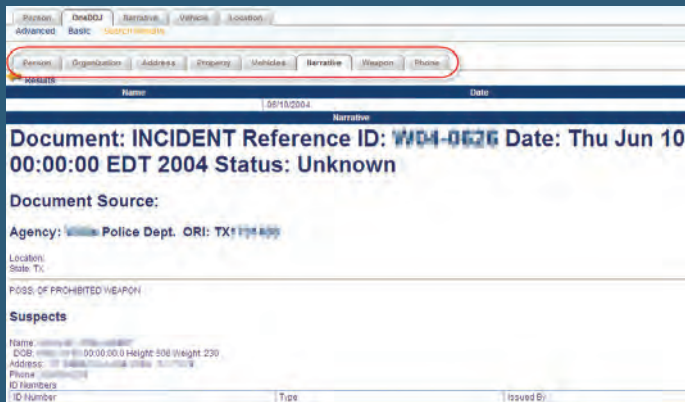 Person OneDOJ Narrative Vehicle Location
Advanced Basic
Person Organization Address Property Vehicles Narrative Weapon Phone
Results
Name Date
06/10/2004
Narrative
Document: INCIDENT Reference ID: Date: Thu Jun 10
00:00:00 EDT 2004 Status: Unknown
Document Source:
Agency: Police Dept. ORI: TX
Location:
State: TX
POSS. OF PROHIBITED WEAPON
Suspects
Name:
DOB: 00:00:00.0 Height: 506 Weight: 230
Address:
Phone:
ID Numbers
ID Number Type Issued By